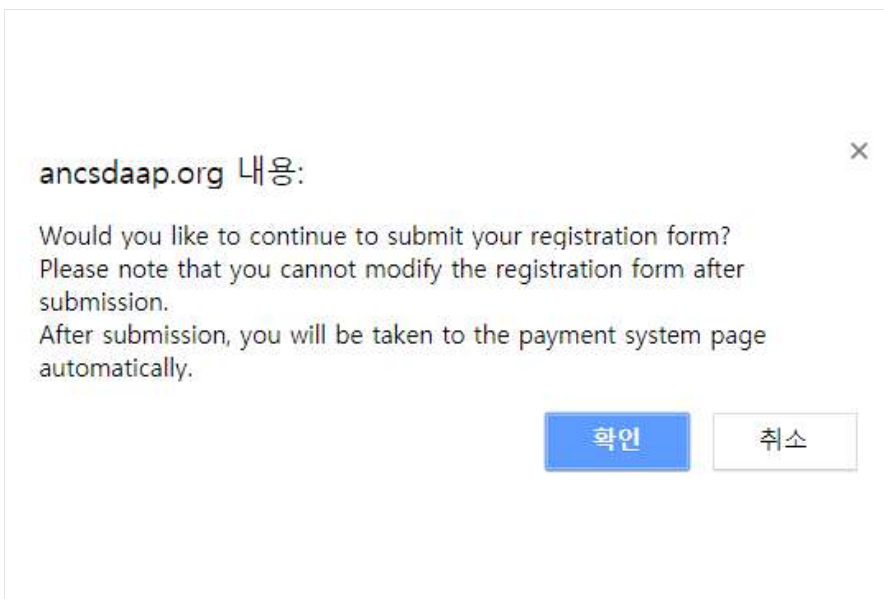 ancsdaap.org 내용:
Would you like to continue to submit your registration form?
Please note that you cannot modify the registration form after
submission.
After submission, you will be taken to the payment system page
automatically.
확인
취소